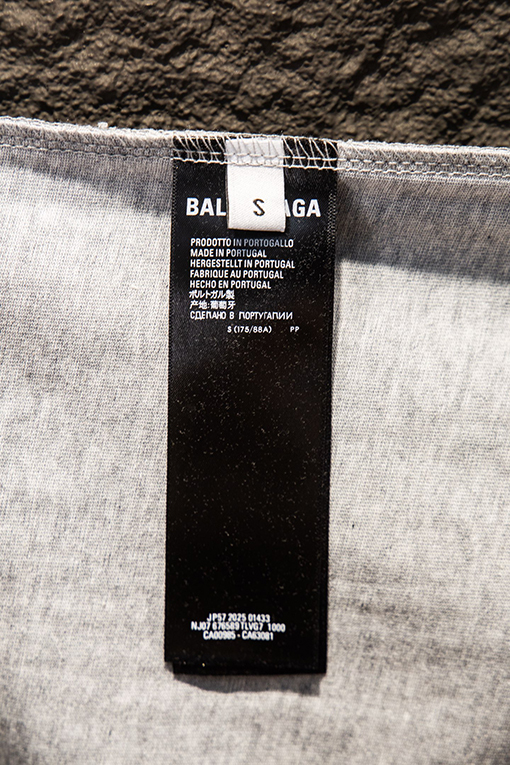 BAL S AGA
PRODOTTO IN PORTOGALLO
MADE IN PORTUGAL
HERGESTELLT IN PORTUGAL
FABRIQUE AU PORTUGAL
HECHO EN PORTUGAL
ポルトガル製
产地:葡萄牙
СДЕЛАНО В ПОРТУГАЛИИ
S (175/88A) PP
JP57 2025 01433
NJ07 676589TLVG7 1000
CA00985 - CA63081